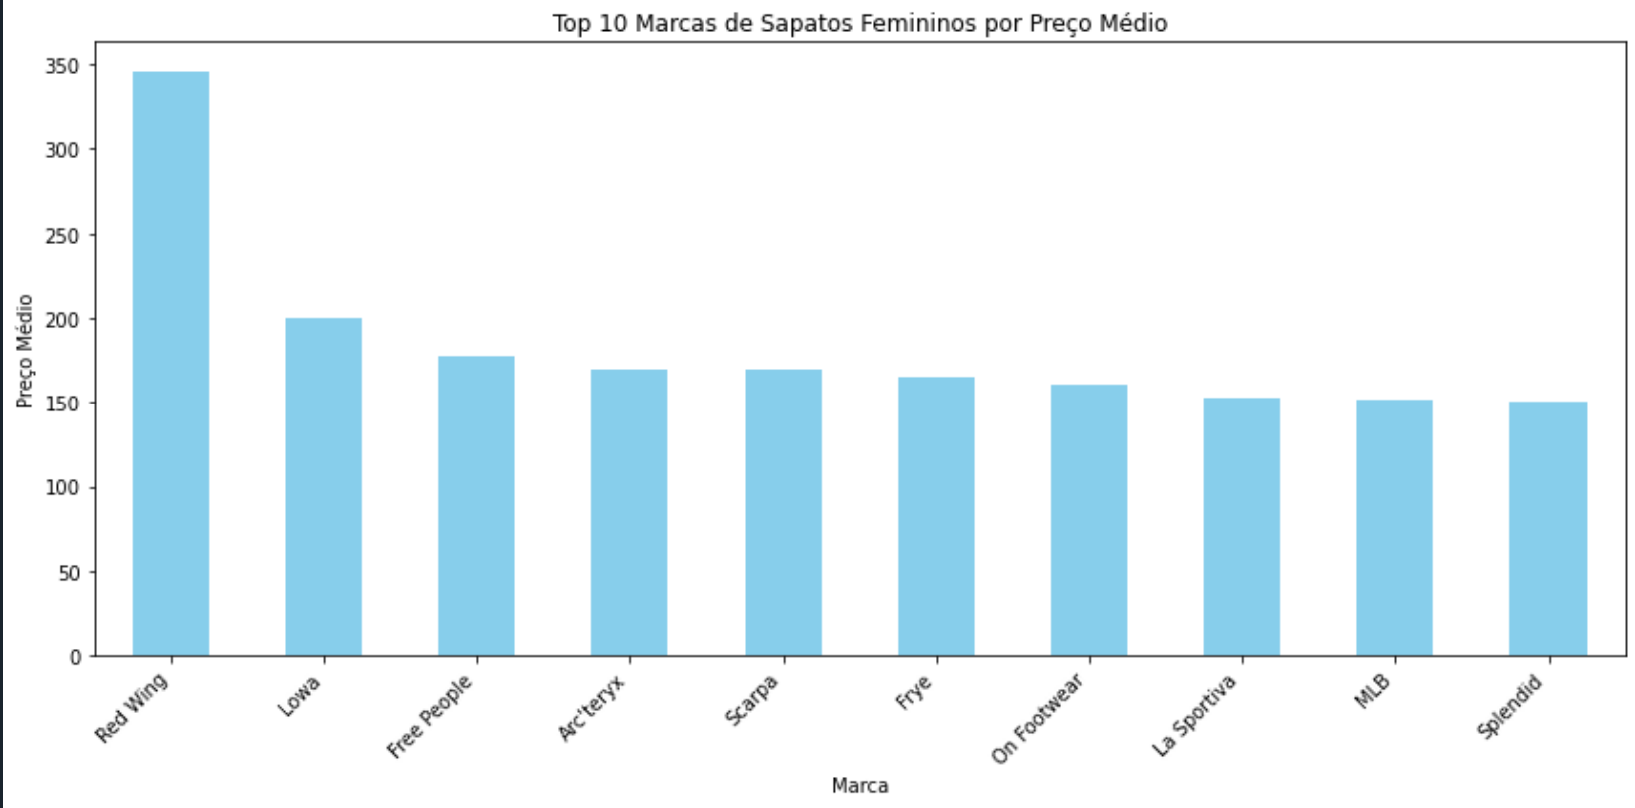 Top 10 Marcas de Sapatos Femininos por Preço Médio
350
300
250
200
150
100
50
0
Preço Médio
Red Wing
Lowa
Free People
Arc'teryx
Scarpa
Frye
On Footwear
La Sportiva
MLB
Splendid
Marca